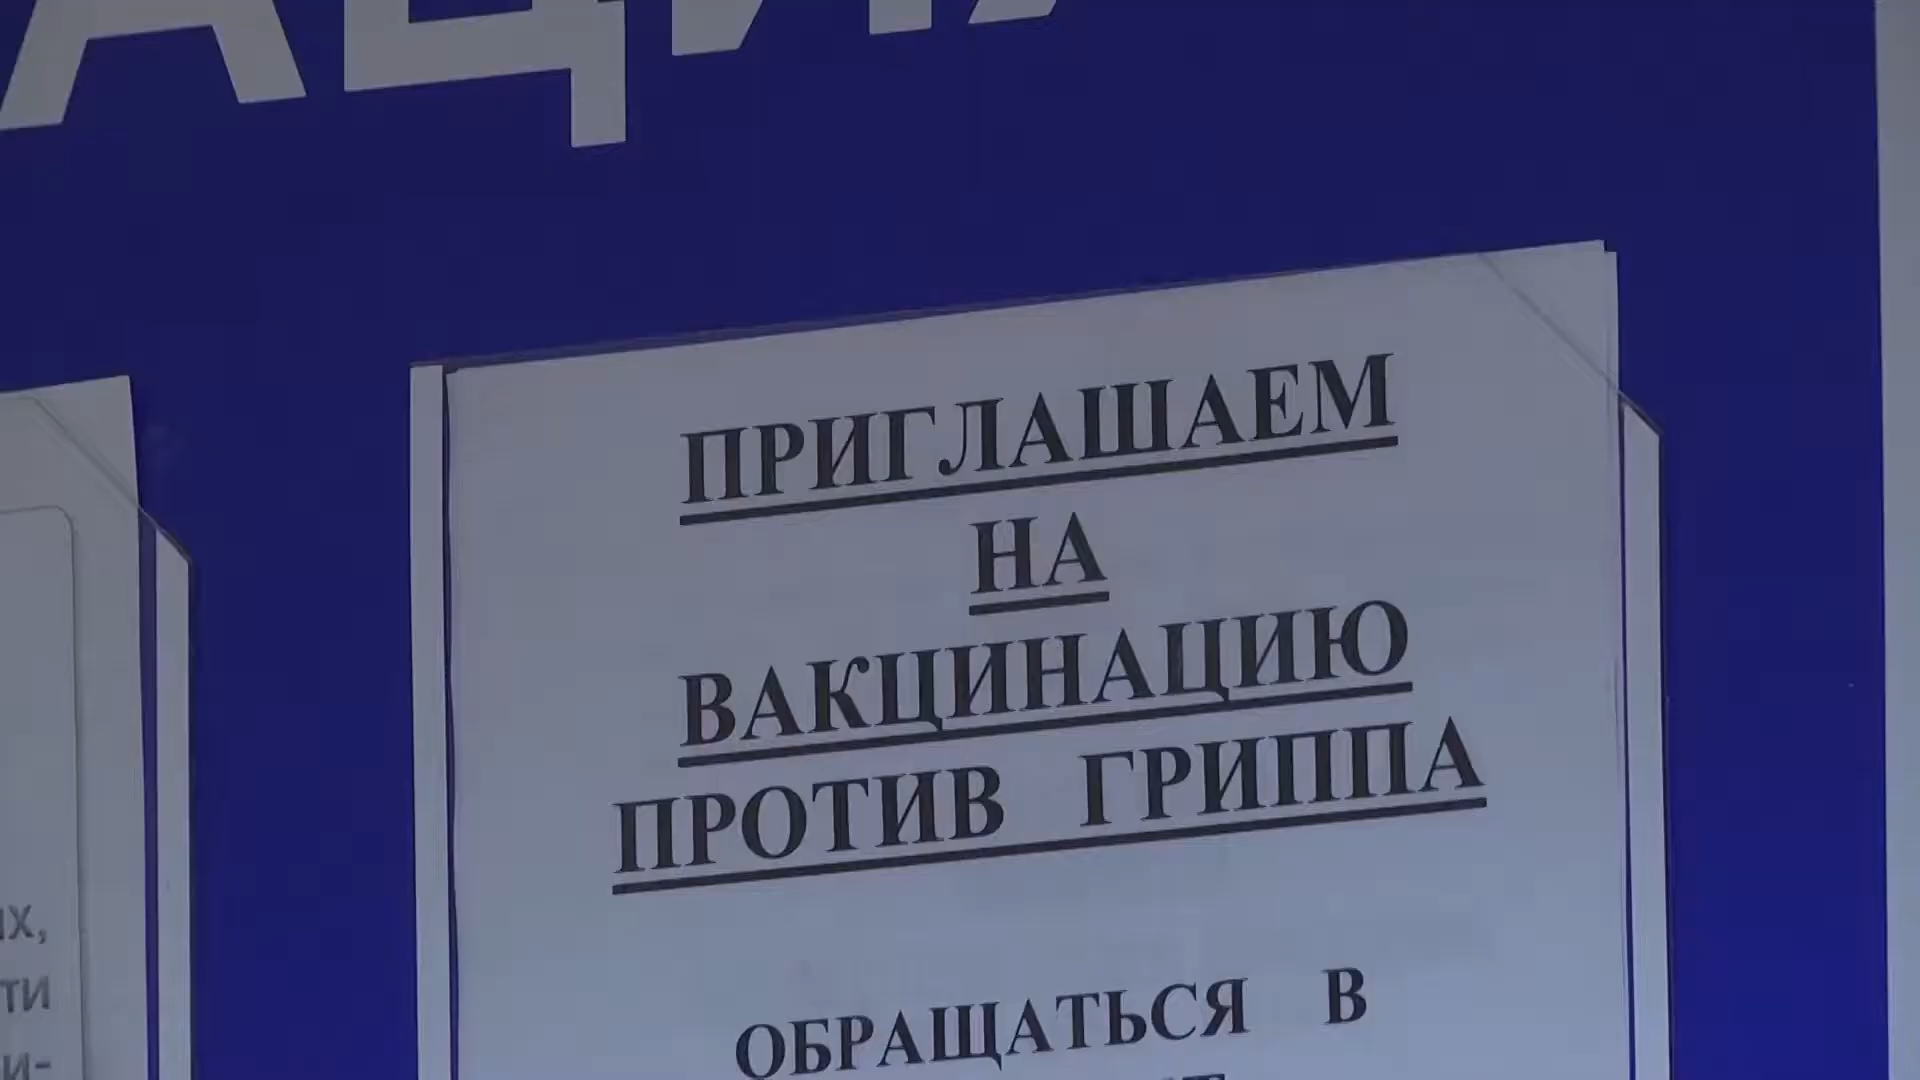 ПРИГЛАШАЕМ
НА
ВАКЦИНАЦИЮ
ПРОТИВ ГРИППА
ОБРАЩАТЬСЯ В